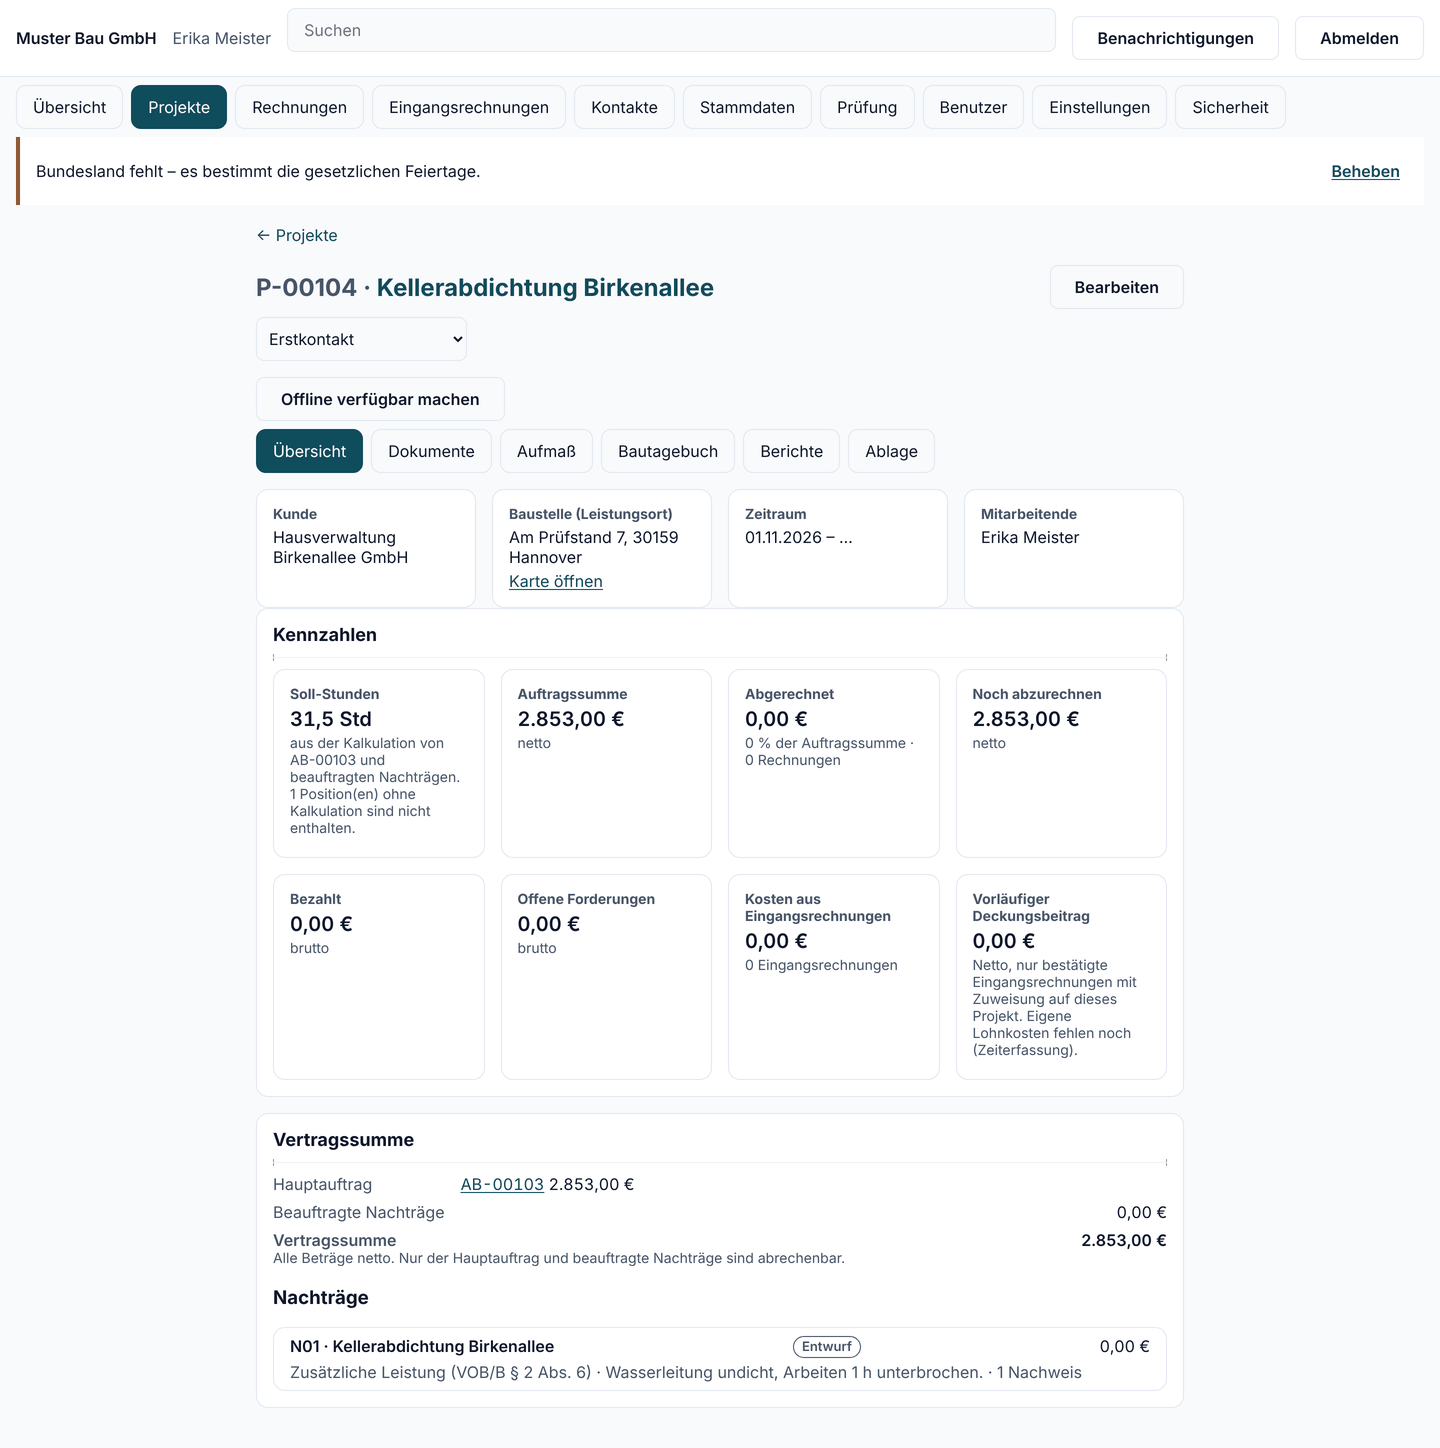 Muster Bau GmbH Erika Meister Suchen Benachrichtigungen Abmelden
Übersicht Projekte Rechnungen Eingangsrechnungen Kontakte Stammdaten Prüfung Benutzer Einstellungen Sicherheit
Bundesland fehlt – es bestimmt die gesetzlichen Feiertage. Beheben
← Projekte
P-00104 · Kellerabdichtung Birkenallee Bearbeiten
Erstkontakt
Offline verfügbar machen
Übersicht Dokumente Aufmaß Bautagebuch Berichte Ablage
Kunde
Hausverwaltung
Birkenallee GmbH
Baustelle (Leistungsort)
Am Prüfstand 7, 30159
Hannover
Karte öffnen
Zeitraum
01.11.2026 – …
Mitarbeitende
Erika Meister
Kennzahlen
Soll-Stunden
31,5 Std
aus der Kalkulation von
AB-00103 und
beauftragten Nachträgen.
1 Position(en) ohne
Kalkulation sind nicht
enthalten.
Auftragssumme
2.853,00 €
netto
Abgerechnet
0,00 €
0 % der Auftragssumme ·
0 Rechnungen
Noch abzurechnen
2.853,00 €
netto
Bezahlt
0,00 €
brutto
Offene Forderungen
0,00 €
brutto
Kosten aus
Eingangsrechnungen
0,00 €
0 Eingangsrechnungen
Vorläufiger
Deckungsbeitrag
0,00 €
Netto, nur bestätigte
Eingangsrechnungen mit
Zuweisung auf dieses
Projekt. Eigene
Lohnkosten fehlen noch
(Zeiterfassung).
Vertragssumme
Hauptauftrag AB-00103 2.853,00 €
Beauftragte Nachträge 0,00 €
Vertragssumme 2.853,00 €
Alle Beträge netto. Nur der Hauptauftrag und beauftragte Nachträge sind abrechenbar.
Nachträge
N01 · Kellerabdichtung Birkenallee Entwurf 0,00 €
Zusätzliche Leistung (VOB/B § 2 Abs. 6) · Wasserleitung undicht, Arbeiten 1 h unterbrochen. · 1 Nachweis